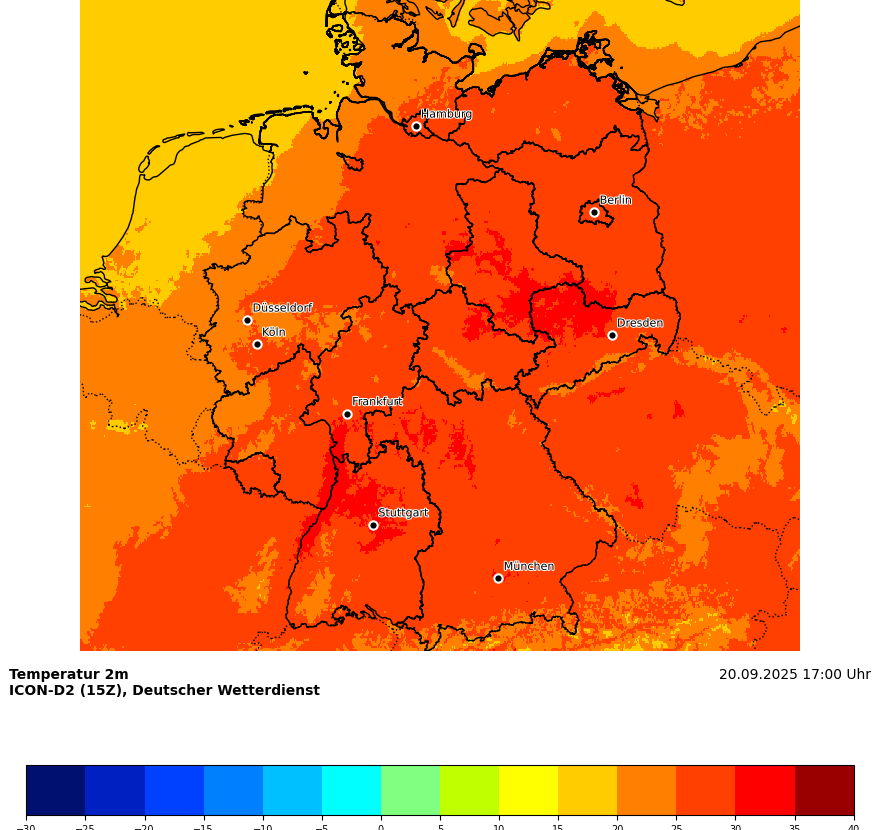 Hamburg
Berlin
Düsseldorf
Köln
Dresden
Frankfurt
Stuttgart
München
Temperatur 2m
20.09.2025 17:00 Uhr
ICON-D2 (15Z), Deutscher Wetterdienst
−30 −25 −20 −15 −10 −5 0 5 10 15 20 25 30 35 40